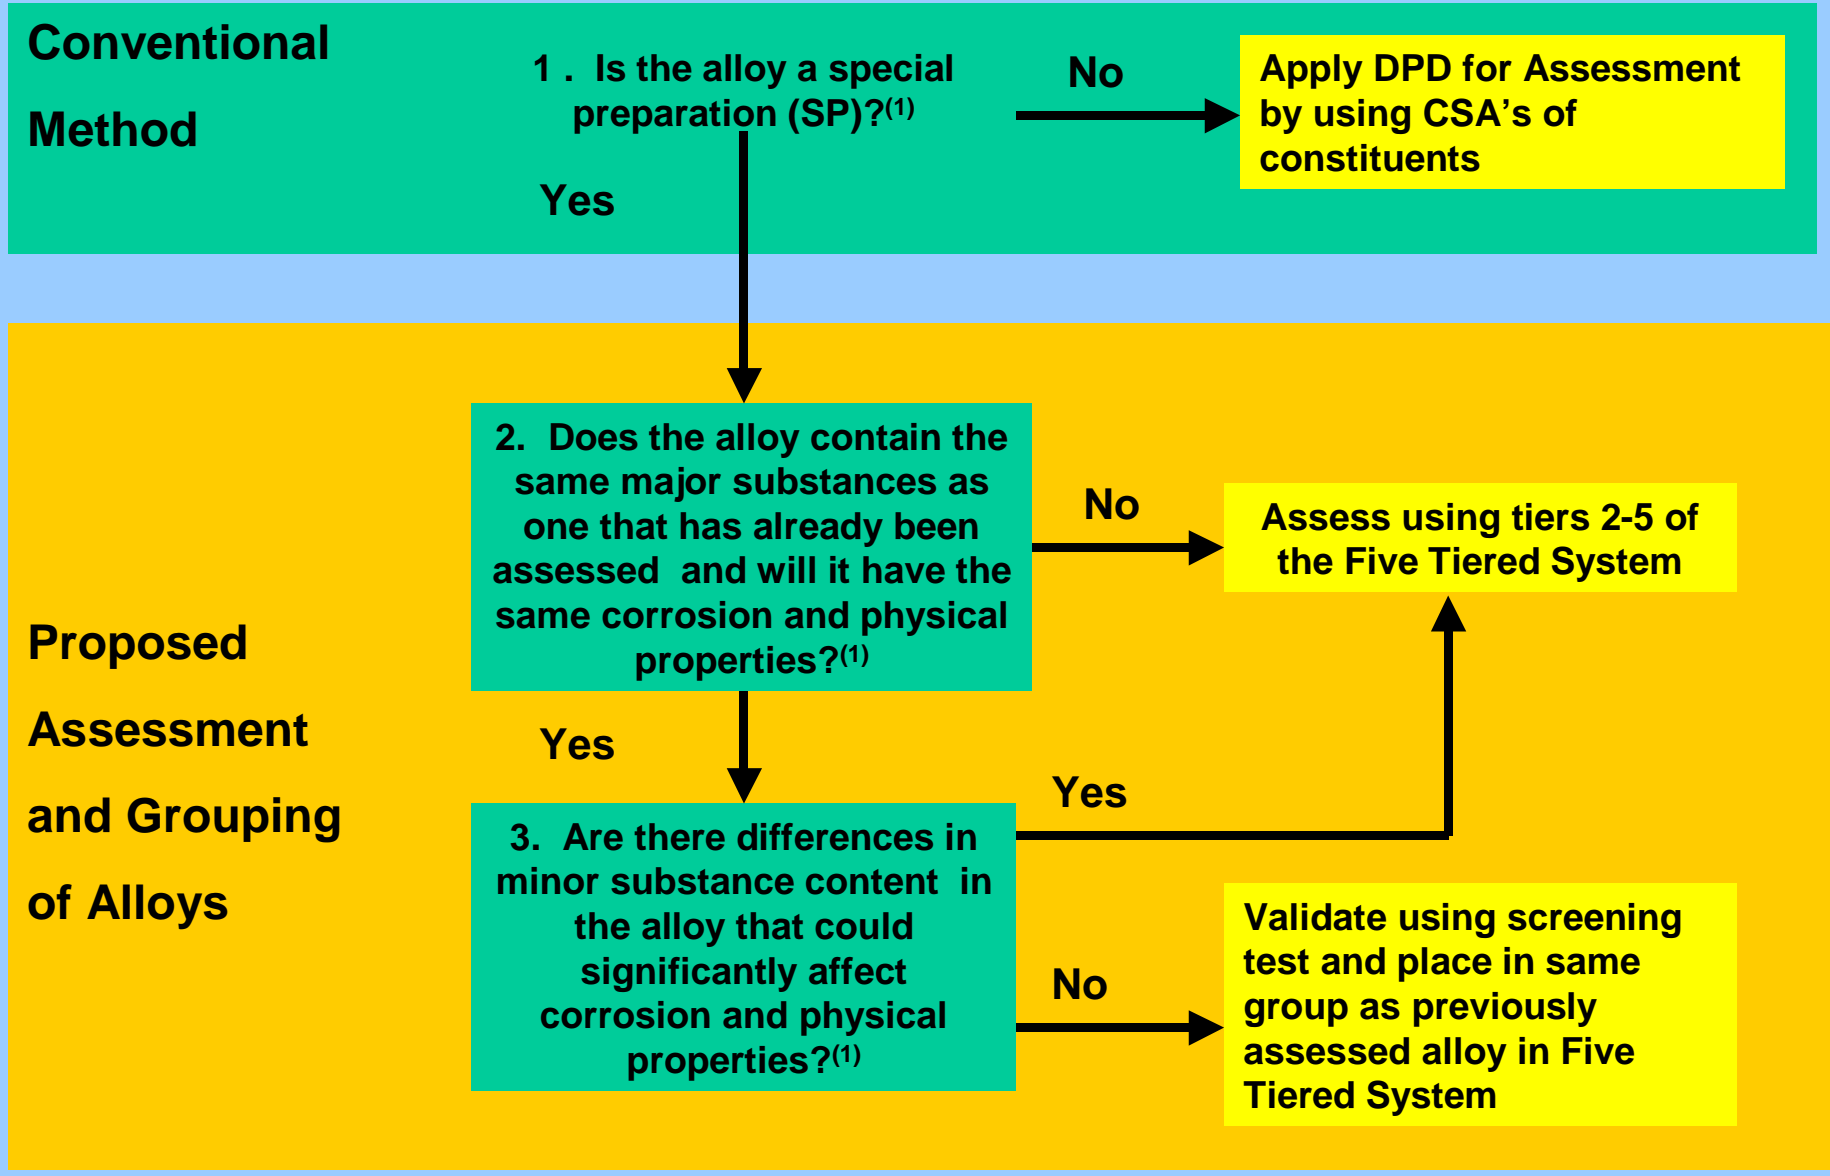 Conventional
Method
1 .  Is the alloy a special
preparation (SP)?(1)
No
Apply DPD for Assessment
by using CSA’s of
constituents
Yes
Proposed
Assessment
and Grouping
of Alloys
2.  Does the alloy contain the
same major substances as
one that has already been
assessed  and will it have the
same corrosion and physical
properties?(1)
No
Assess using tiers 2-5 of
the Five Tiered System
Yes
3.  Are there differences in
minor substance content  in
the alloy that could
significantly affect
corrosion and physical
properties?(1)
Yes
No
Validate using screening
test and place in same
group as previously
assessed alloy in Five
Tiered System